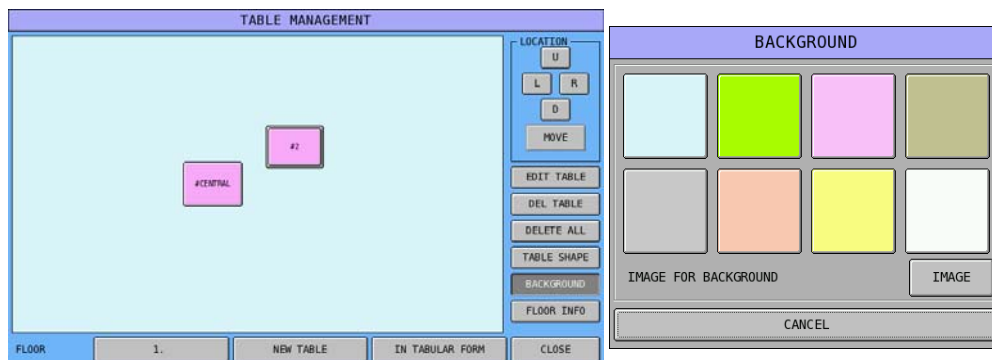 TABLE MANAGEMENT
LOCATION
U
L R
D
MOVE
#2
#CENTRAL
EDIT TABLE
DEL TABLE
DELETE ALL
TABLE SHAPE
BACKGROUND
FLOOR INFO
FLOOR 1. NEW TABLE IN TABULAR FORM CLOSE
BACKGROUND
IMAGE FOR BACKGROUND IMAGE
CANCEL